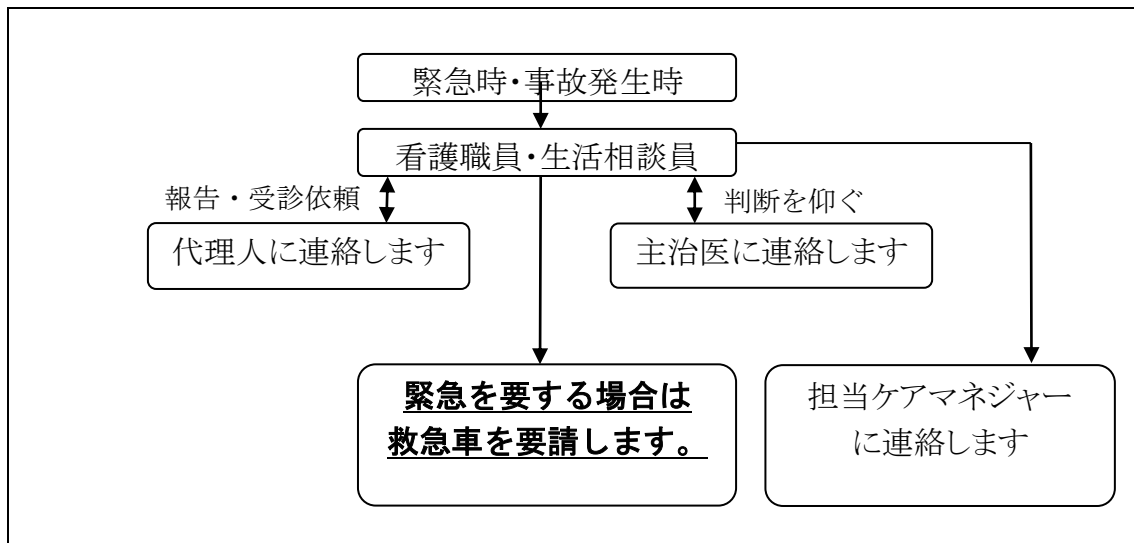 緊急時・事故発生時
看護職員・生活相談員
報告・受診依頼
判断を仰ぐ
代理人に連絡します
主治医に連絡します
緊急を要する場合は
救急車を要請します。
担当ケアマネジャー
に連絡します